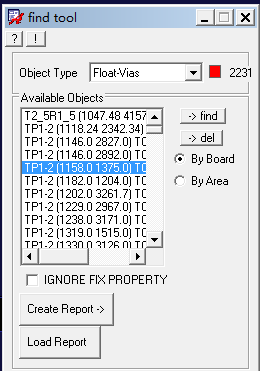 find tool
? !
Object Type Float-Vias 2231
Available Objects
T2_5R1_5 (1047.48 4157
TP1-2 (1118.24 2342.34)
TP1-2 (1146.0 2827.0) TC
TP1-2 (1146.0 2892.0) TC
TP1-2 (1158.0 1375.0) TC
TP1-2 (1182.0 1204.0) TC
TP1-2 (1202.0 3261.7) TC
TP1-2 (1229.0 2967.0) TC
TP1-2 (1238.0 3171.0) TC
TP1-2 (1319.0 1515.0) TC
TP1-2 (1330.0 3126.0) TC
-> find
-> del
By Board
By Area
IGNORE FIX PROPERTY
Create Report ->
Load Report